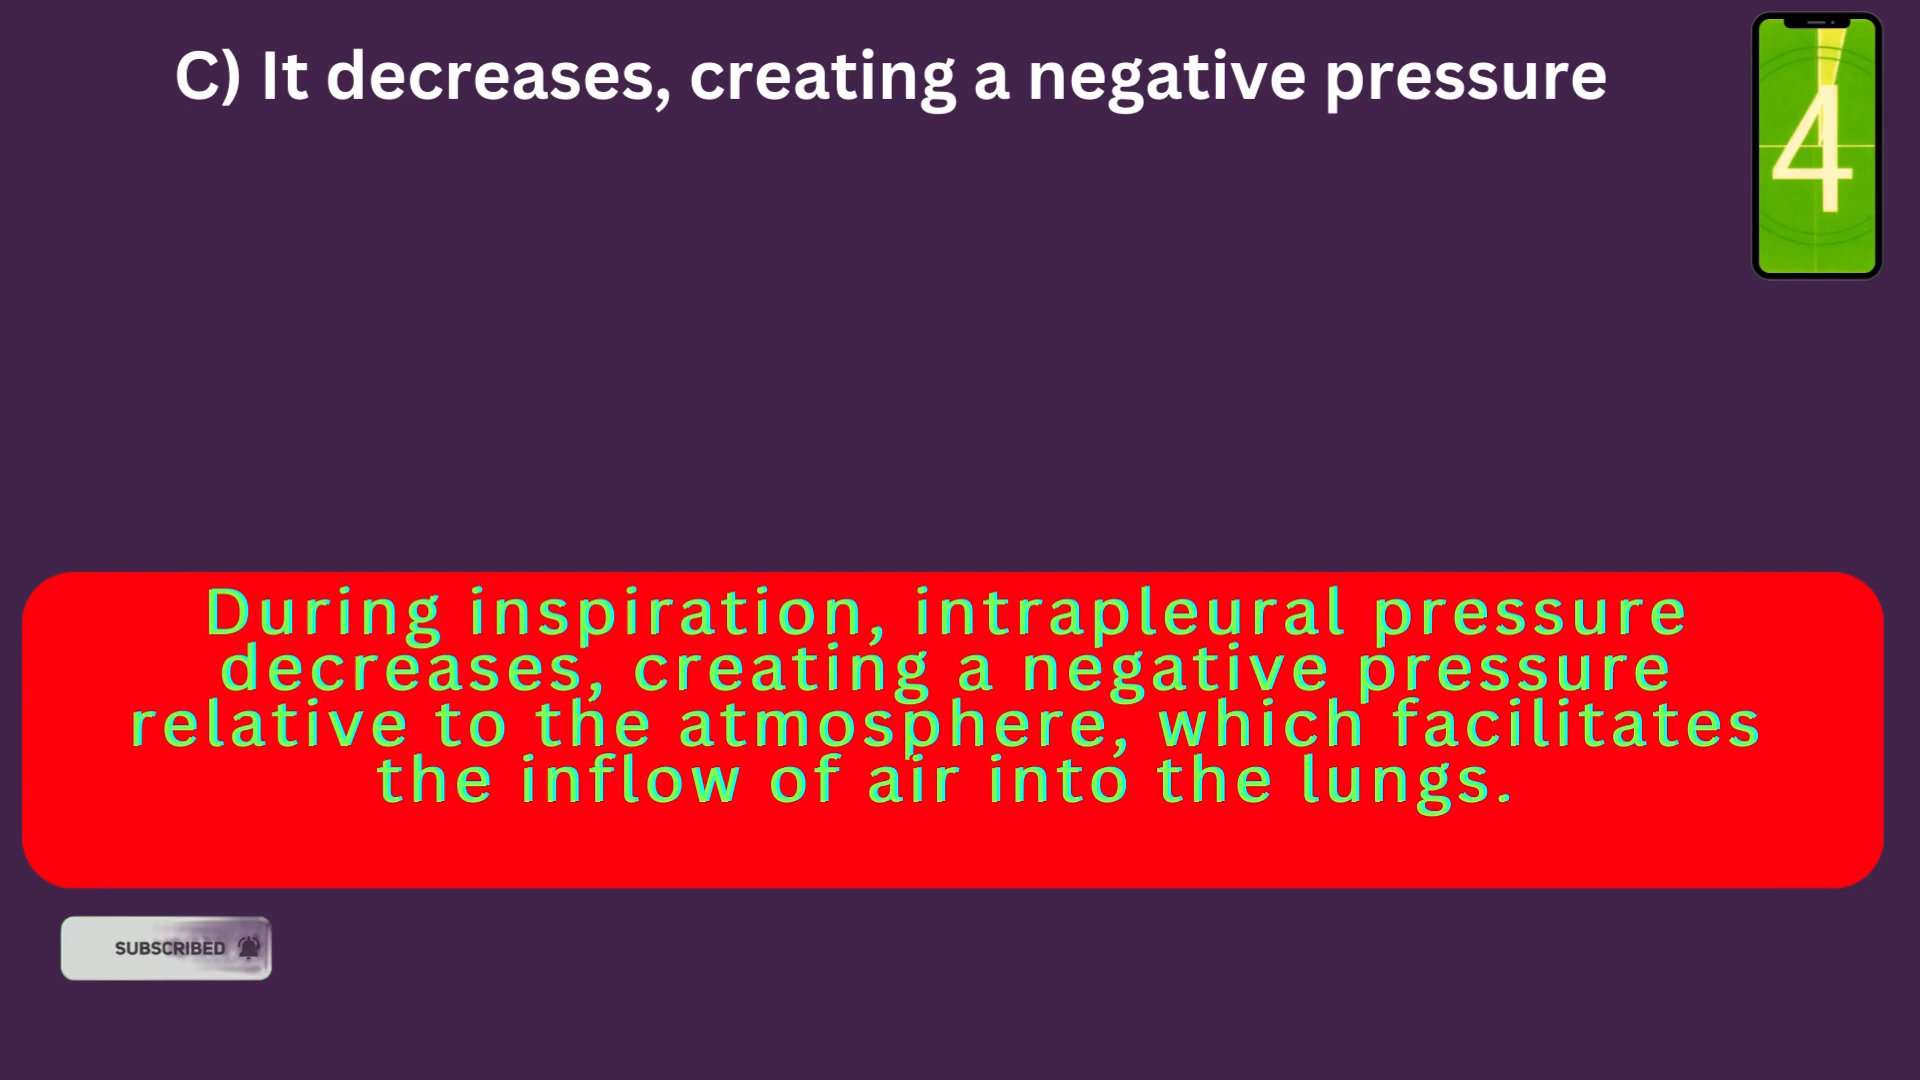 C) It decreases, creating a negative pressure
4
During inspiration, intrapleural pressure
decreases, creating a negative pressure
relative to the atmosphere, which facilitates
the inflow of air into the lungs.
SUBSCRIBED